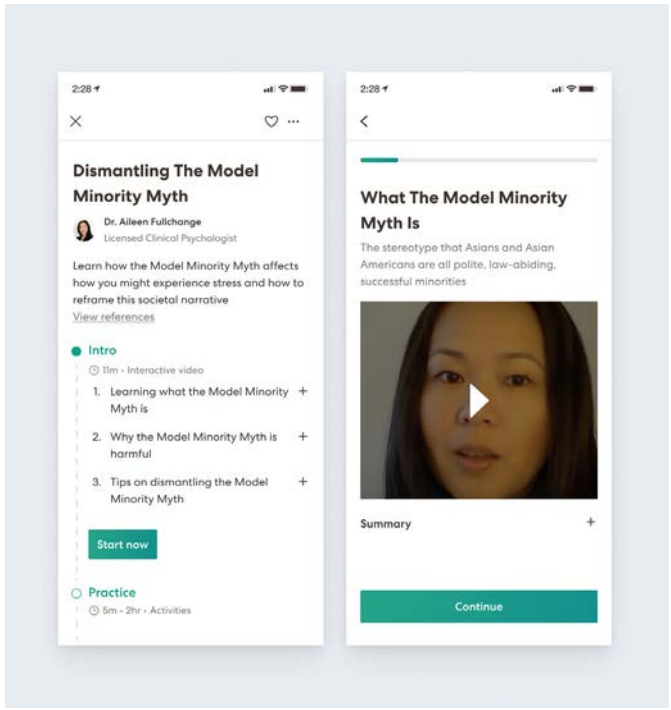 2:28
Dismantling The Model
Minority Myth
Dr. Aileen Fullchange
Licensed Clinical Psychologist
Learn how the Model Minority Myth affects
how you might experience stress and how to
reframe this societal narrative
View references
Intro
11m • Interactive video
1. Learning what the Model Minority
Myth is
2. Why the Model Minority Myth is
harmful
3. Tips on dismantling the Model
Minority Myth
Start now
Practice
5m - 2hr • Activities
2:28
What The Model Minority
Myth Is
The stereotype that Asians and Asian
Americans are all polite, law-abiding,
successful minorities
Summary
Continue